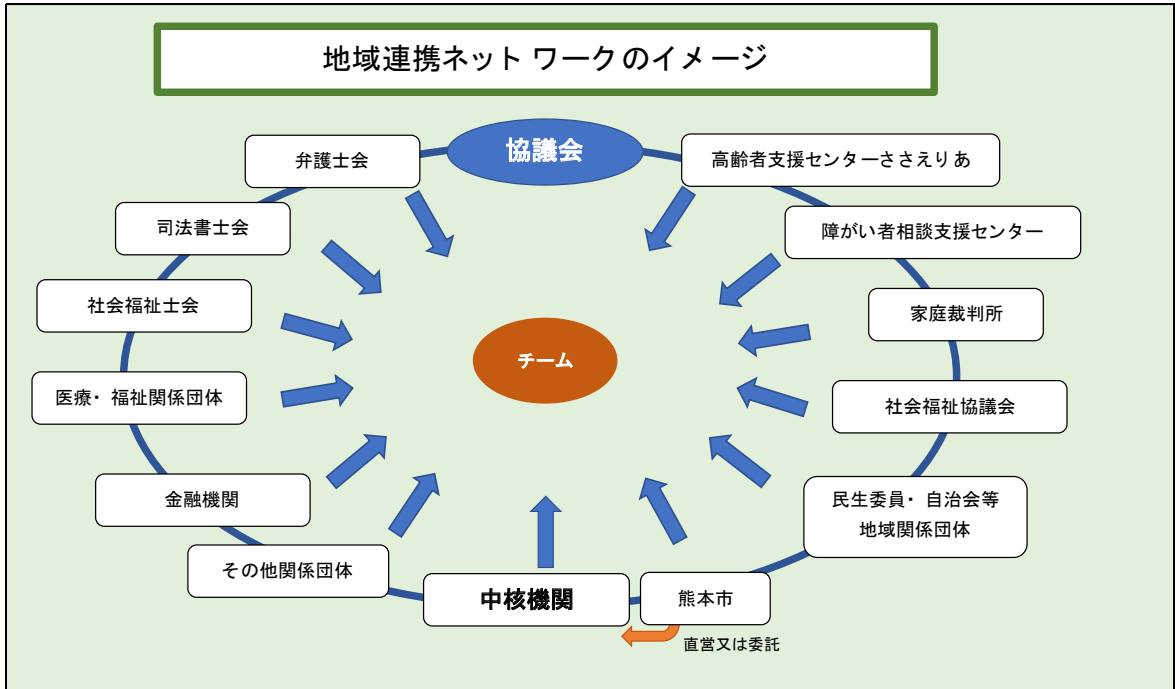 地域連携ネットワークのイメージ
協議会
弁護士会
高齢者支援センターささえりあ
司法書士会
障がい者相談支援センター
社会福祉士会
家庭裁判所
チーム
医療・福祉関係団体
社会福祉協議会
金融機関
民生委員・自治会等
地域関係団体
その他関係団体
中核機関
熊本市
直営又は委託